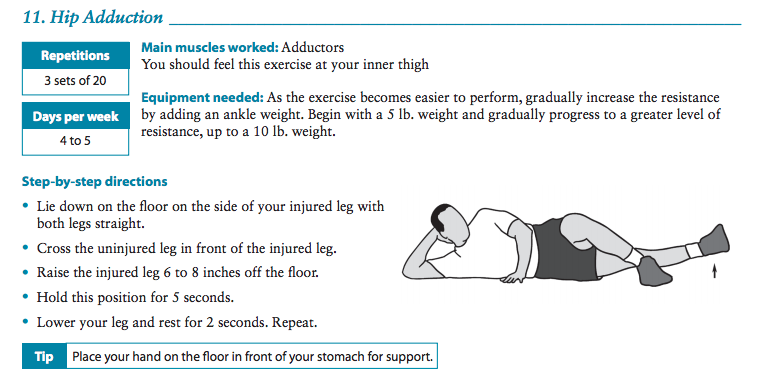 11. Hip Adduction
Repetitions
3 sets of 20
Days per week
4 to 5
Main muscles worked: Adductors
You should feel this exercise at your inner thigh
Equipment needed: As the exercise becomes easier to perform, gradually increase the resistance
by adding an ankle weight. Begin with a 5 lb. weight and gradually progress to a greater level of
resistance, up to a 10 lb. weight.
Step-by-step directions
• Lie down on the floor on the side of your injured leg with
both legs straight.
• Cross the uninjured leg in front of the injured leg.
• Raise the injured leg 6 to 8 inches off the floor.
• Hold this position for 5 seconds.
• Lower your leg and rest for 2 seconds. Repeat.
Tip Place your hand on the floor in front of your stomach for support.